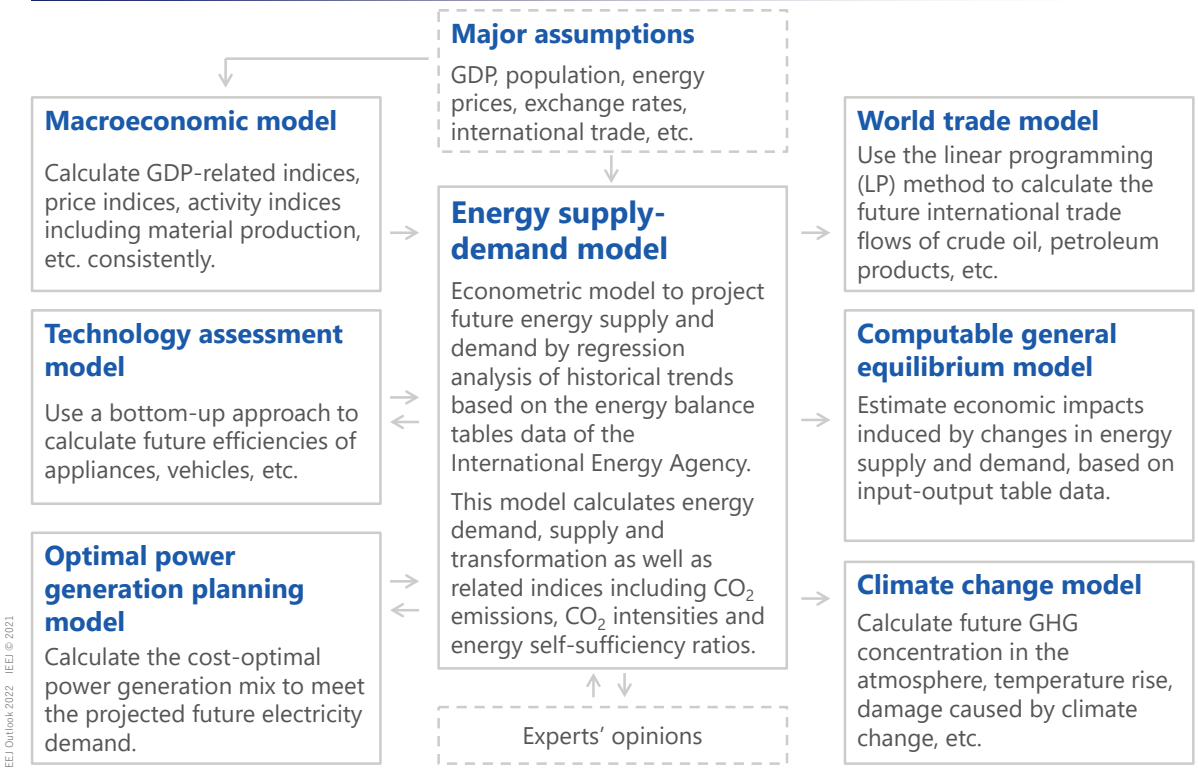 Major assumptions
GDP, population, energy
prices, exchange rates,
international trade, etc.
Macroeconomic model
Calculate GDP-related indices,
price indices, activity indices
including material production,
etc. consistently.
Technology assessment
model
Use a bottom-up approach to
calculate future efficiencies of
appliances, vehicles, etc.
Optimal power
generation planning
model
Calculate the cost-optimal
power generation mix to meet
the projected future electricity
demand.
Energy supply-
demand model
Econometric model to project
future energy supply and
demand by regression
analysis of historical trends
based on the energy balance
tables data of the
International Energy Agency.
This model calculates energy
demand, supply and
transformation as well as
related indices including CO₂
emissions, CO₂ intensities and
energy self-sufficiency ratios.
Experts’ opinions
World trade model
Use the linear programming
(LP) method to calculate the
future international trade
flows of crude oil, petroleum
products, etc.
Computable general
equilibrium model
Estimate economic impacts
induced by changes in energy
supply and demand, based on
input-output table data.
Climate change model
Calculate future GHG
concentration in the
atmosphere, temperature rise,
damage caused by climate
change, etc.
EEJ Outlook 2022 IEEJ © 2021